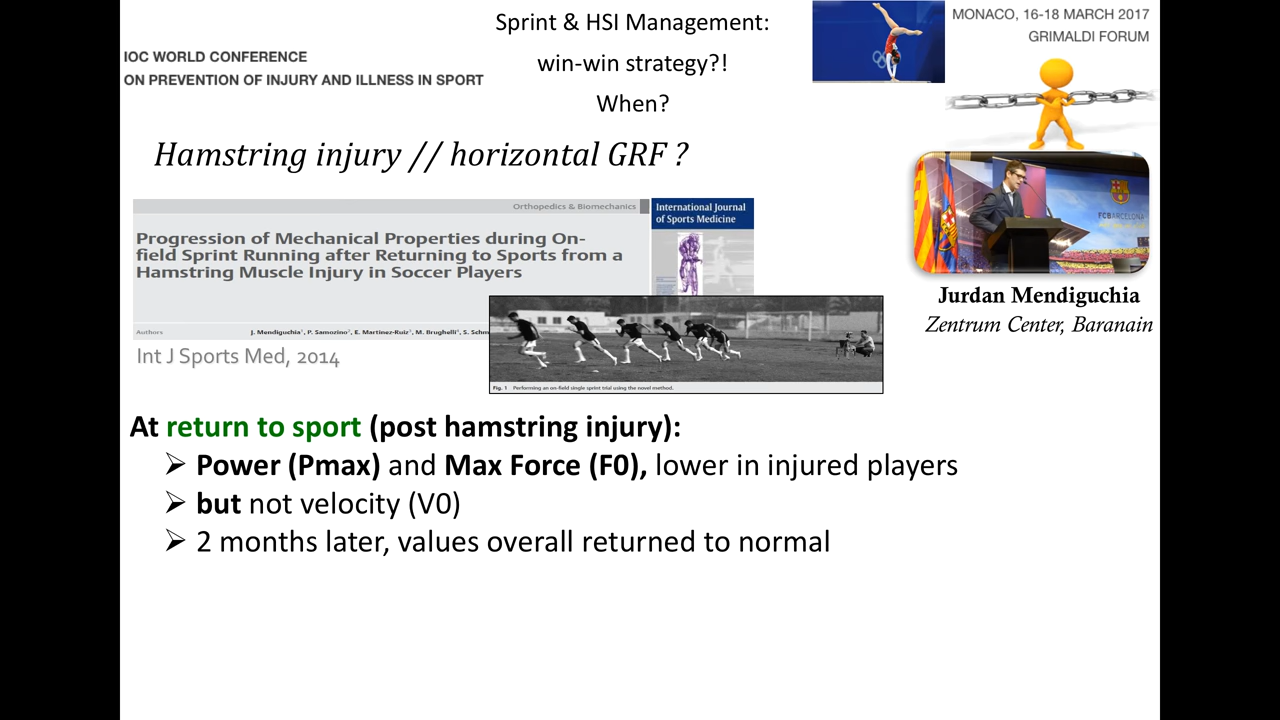 Sprint & HSI Management:
win-win strategy?!
When?
IOC WORLD CONFERENCE
ON PREVENTION OF INJURY AND ILLNESS IN SPORT
MONACO, 16-18 MARCH 2017
GRIMALDI FORUM
Hamstring injury // horizontal GRF ?
Orthopedics & Biomechanics
International Journal
of Sports Medicine
Progression of Mechanical Properties during On-
field Sprint Running after Returning to Sports from a
Hamstring Muscle Injury in Soccer Players
Authors
J. Mendiguchia¹, P. Samozino², E. Martinez-Ruiz³, M. Brughelli⁴, S. Schm
Int J Sports Med, 2014
Fig. 1 Performing an on-field single sprint trial using the novel method.
FCBARCELONA
Jurdan Mendiguchia
Zentrum Center, Baranain
At return to sport (post hamstring injury):
➢ Power (Pmax) and Max Force (F0), lower in injured players
➢ but not velocity (V0)
➢ 2 months later, values overall returned to normal